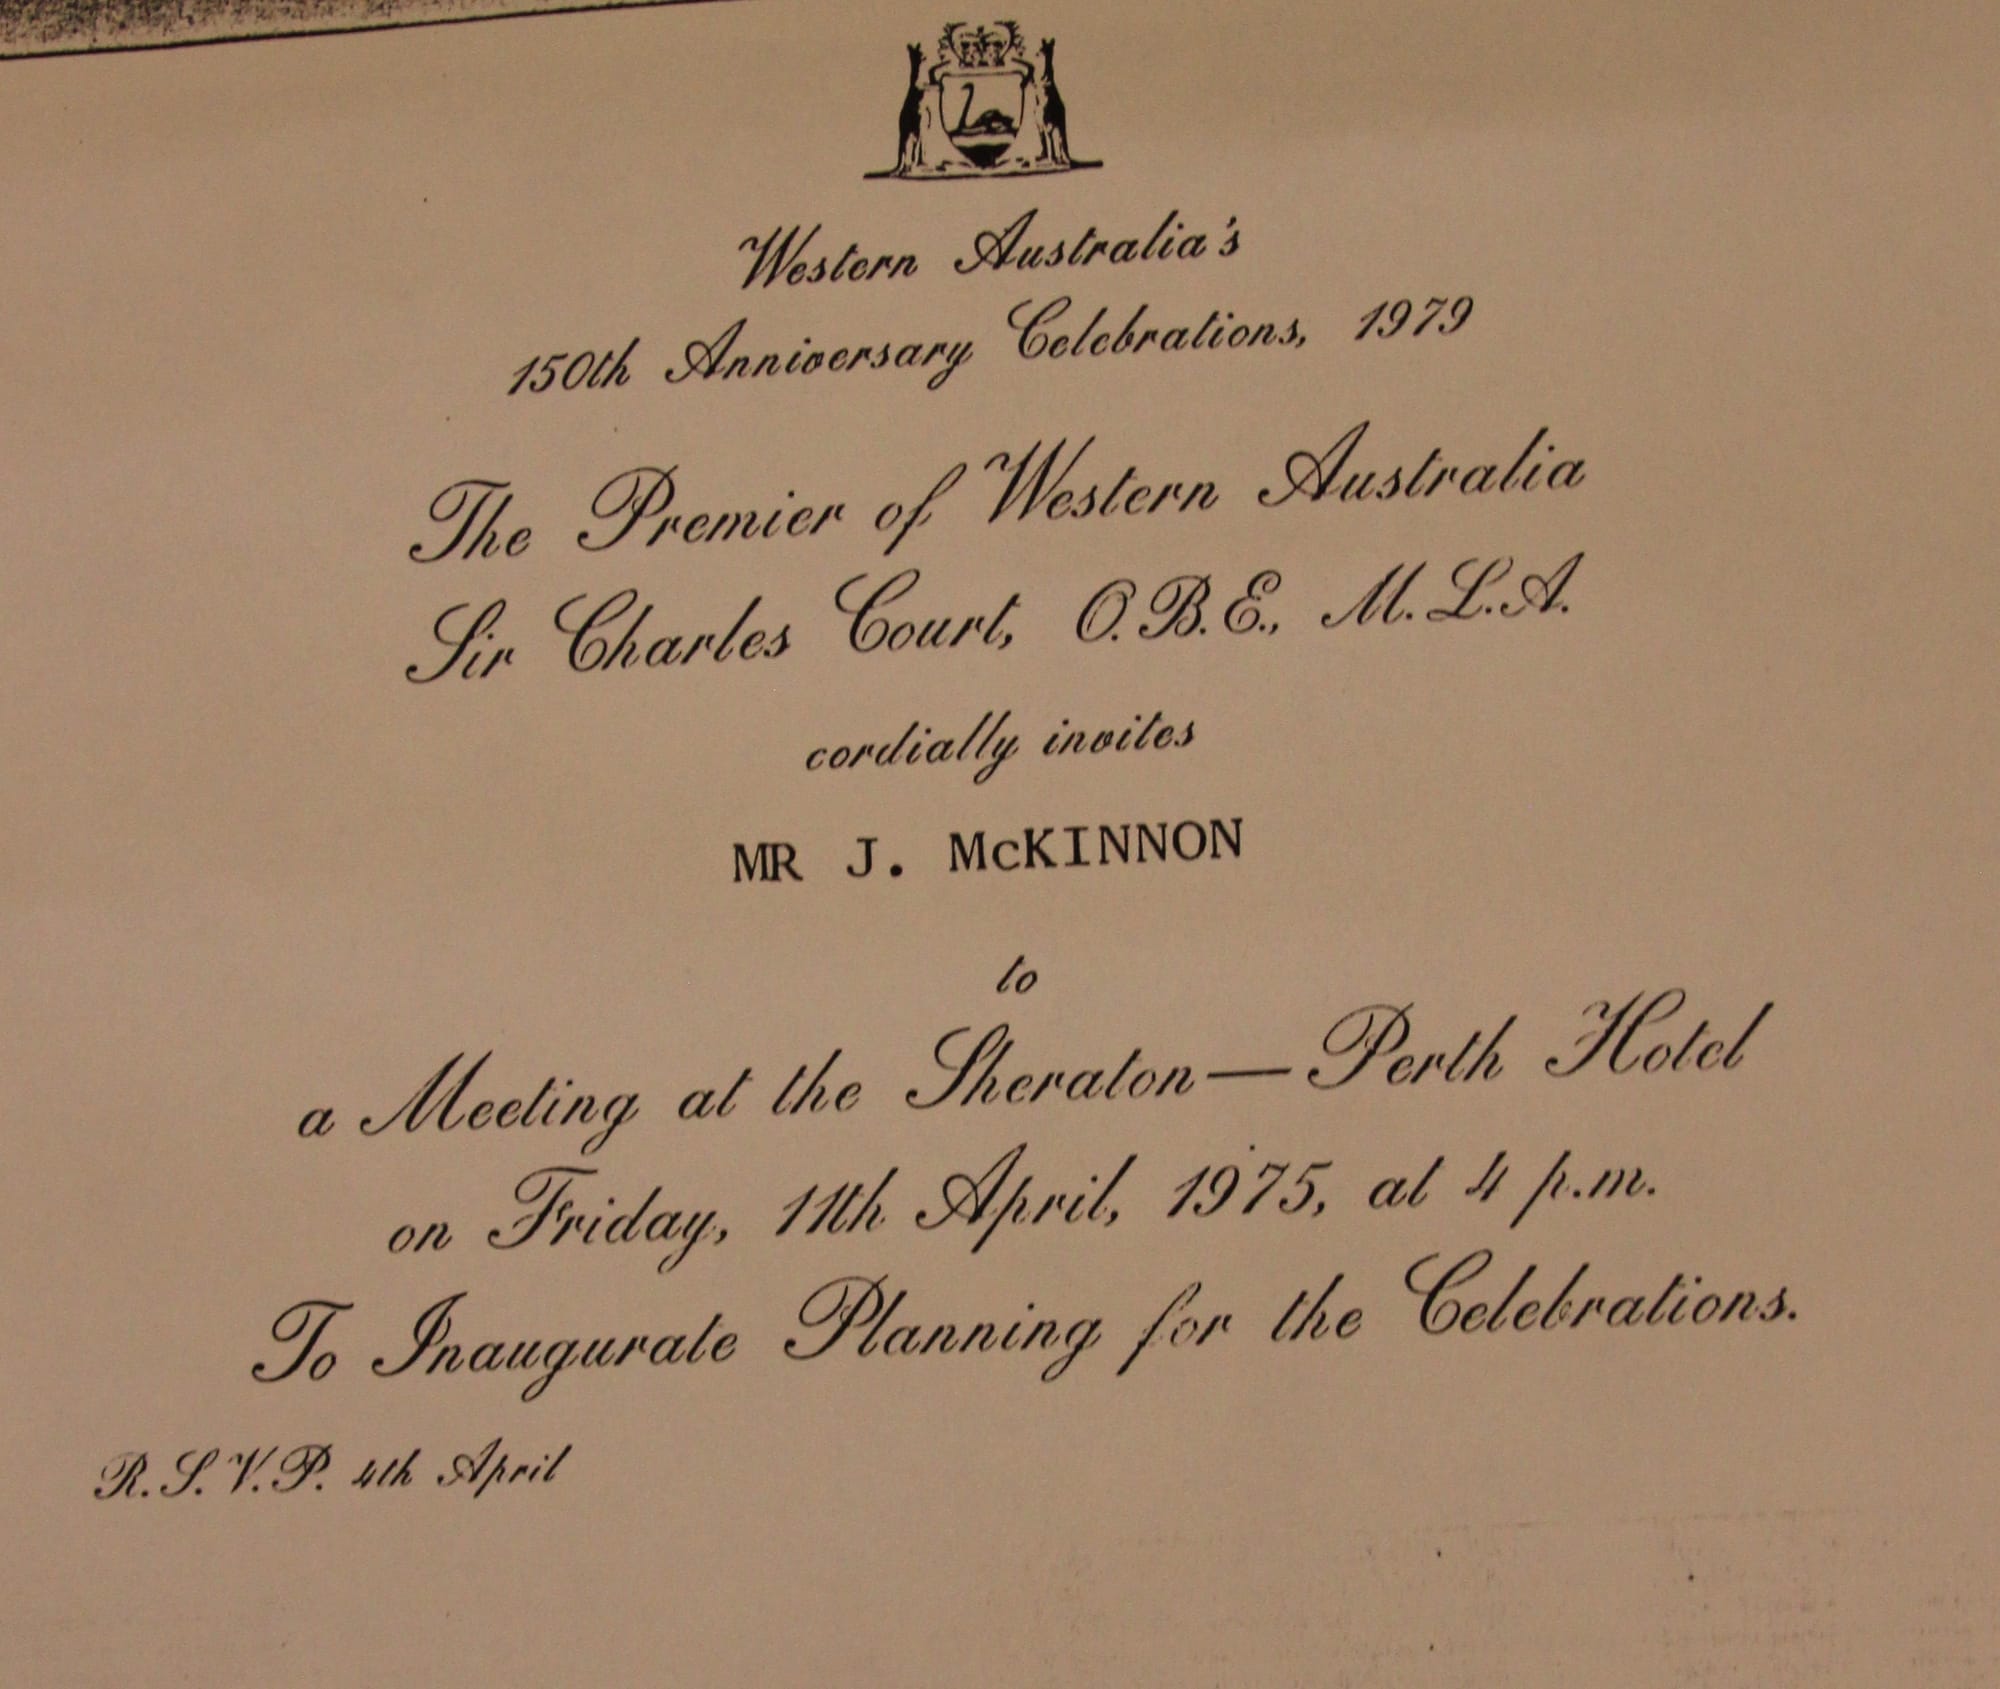 Western Australia's
150th Anniversary Celebrations, 1979
The Premier of Western Australia
Sir Charles Court, O.B.E., M.L.A.
cordially invites
MR J. McKINNON
to
a Meeting at the Sheraton—Perth Hotel
on Friday, 11th April, 1975, at 4 p.m.
To Inaugurate Planning for the Celebrations.
R.S.V.P. 4th April